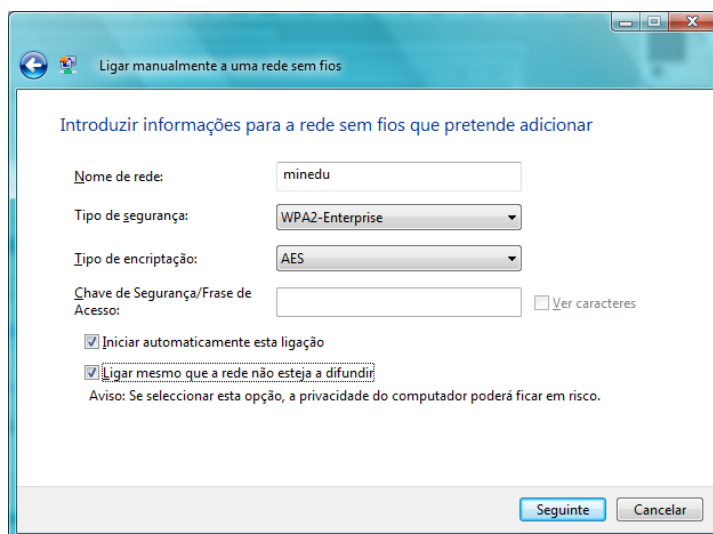 Ligar manualmente a uma rede sem fios
Introduzir informações para a rede sem fios que pretende adicionar
Nome de rede:
minedu
Tipo de segurança:
WPA2-Enterprise
Tipo de encriptação:
AES
Chave de Segurança/Frase de
Acesso:
Ver caracteres
Iniciar automaticamente esta ligação
Ligar mesmo que a rede não esteja a difundir
Aviso: Se seleccionar esta opção, a privacidade do computador poderá ficar em risco.
Seguinte
Cancelar